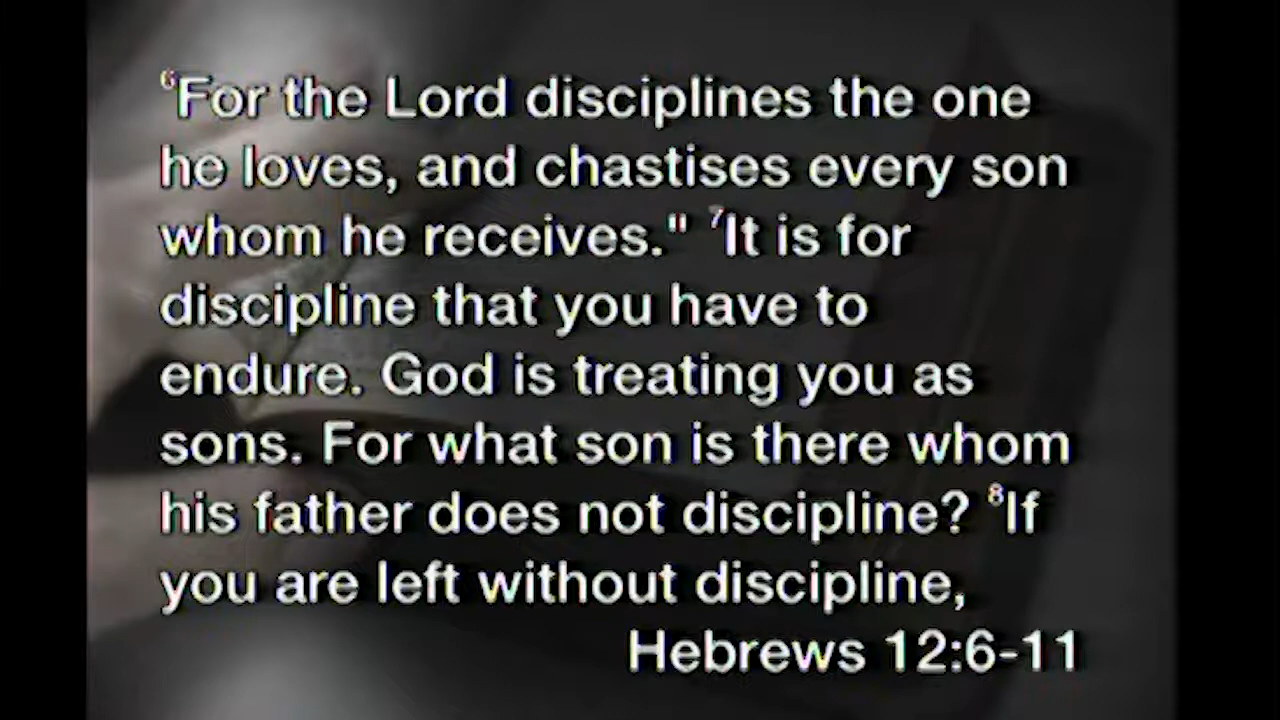 ⁶For the Lord disciplines the one
he loves, and chastises every son
whom he receives." ⁷It is for
discipline that you have to
endure. God is treating you as
sons. For what son is there whom
his father does not discipline? ⁸If
you are left without discipline,
Hebrews 12:6-11